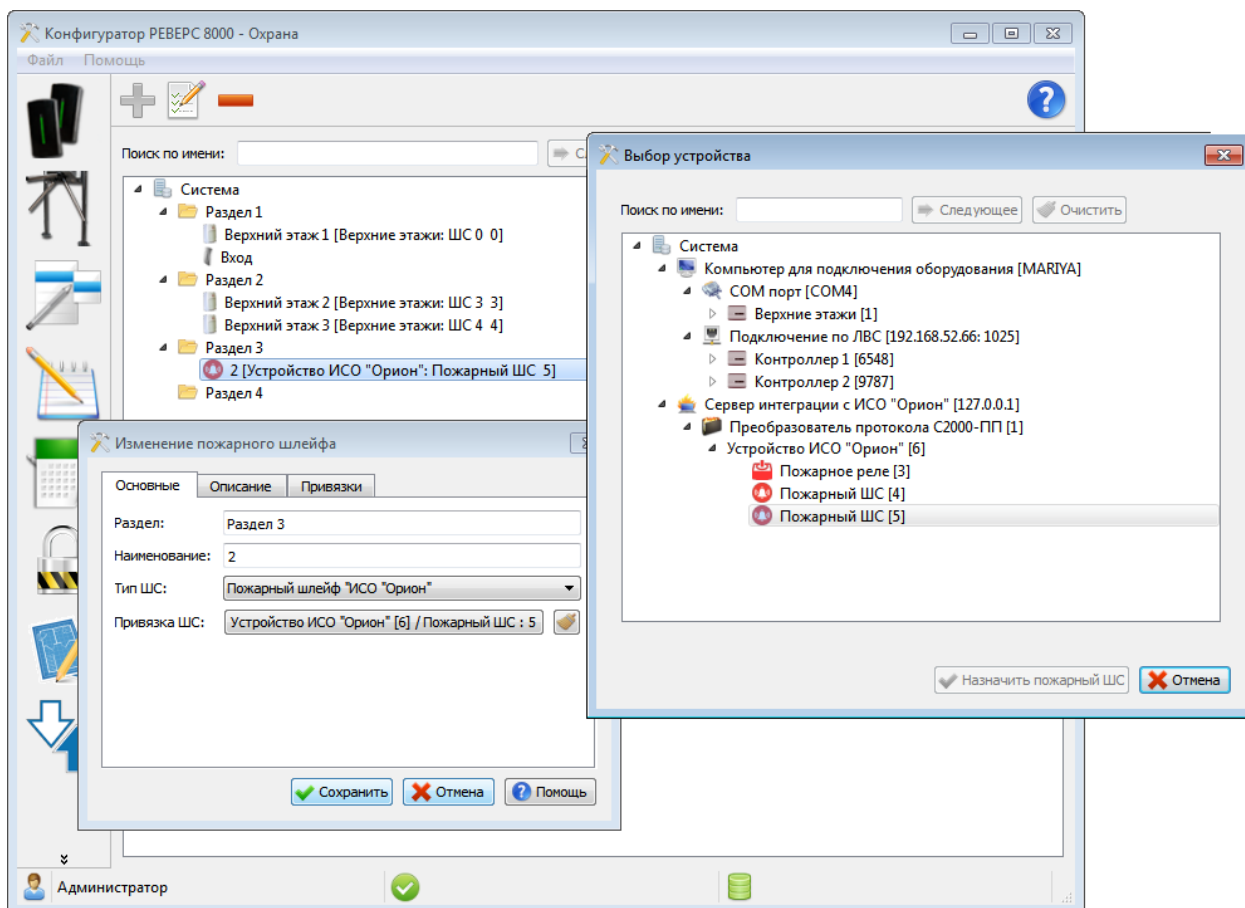 Конфигуратор РЕВЕРС 8000 - Охрана
Файл Помощь
Поиск по имени:
Система
Раздел 1
Верхний этаж 1 [Верхние этажи: ШС 0 0]
Вход
Раздел 2
Верхний этаж 2 [Верхние этажи: ШС 3 3]
Верхний этаж 3 [Верхние этажи: ШС 4 4]
Раздел 3
2 [Устройство ИСО "Орион": Пожарный ШС 5]
Раздел 4
Выбор устройства
Поиск по имени: Следующее Очистить
Система
Компьютер для подключения оборудования [MARIYA]
COM порт [COM4]
Верхние этажи [1]
Подключение по ЛВС [192.168.52.66: 1025]
Контроллер 1 [6548]
Контроллер 2 [9787]
Сервер интеграции с ИСО "Орион" [127.0.0.1]
Преобразователь протокола С2000-ПП [1]
Устройство ИСО "Орион" [6]
Пожарное реле [3]
Пожарный ШС [4]
Пожарный ШС [5]
Назначить пожарный ШС Отмена
Изменение пожарного шлейфа
Основные Описание Привязки
Раздел: Раздел 3
Наименование: 2
Тип ШС: Пожарный шлейф "ИСО "Орион"
Привязка ШС: Устройство ИСО "Орион" [6] / Пожарный ШС : 5
Сохранить Отмена Помощь
Администратор